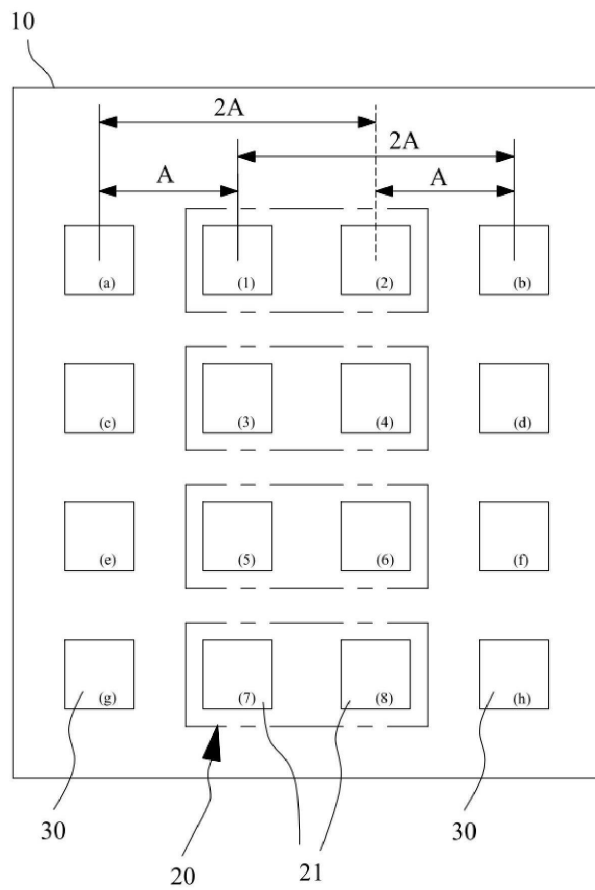 10
2A
2A
A
A
(a) (1) (2) (b)
(c) (3) (4) (d)
(e) (5) (6) (f)
(g) (7) (8) (h)
30 20 21 30